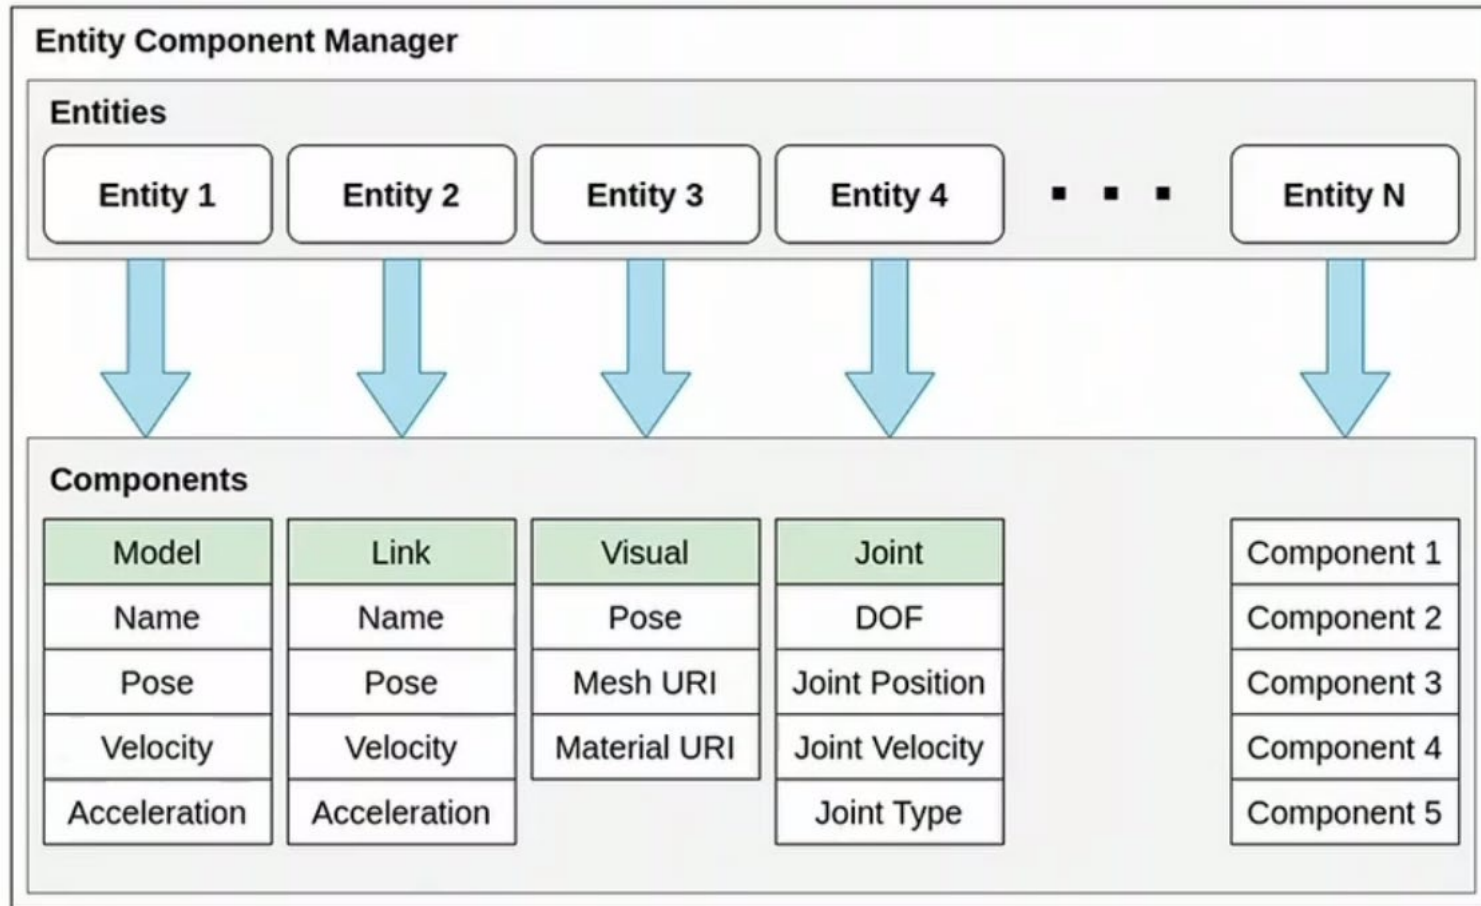 Entity Component Manager
Entities
Entity 1
Entity 2
Entity 3
Entity 4
Entity N
Components
Model
Name
Pose
Velocity
Acceleration
Link
Name
Pose
Velocity
Acceleration
Visual
Pose
Mesh URI
Material URI
Joint
DOF
Joint Position
Joint Velocity
Joint Type
Component 1
Component 2
Component 3
Component 4
Component 5